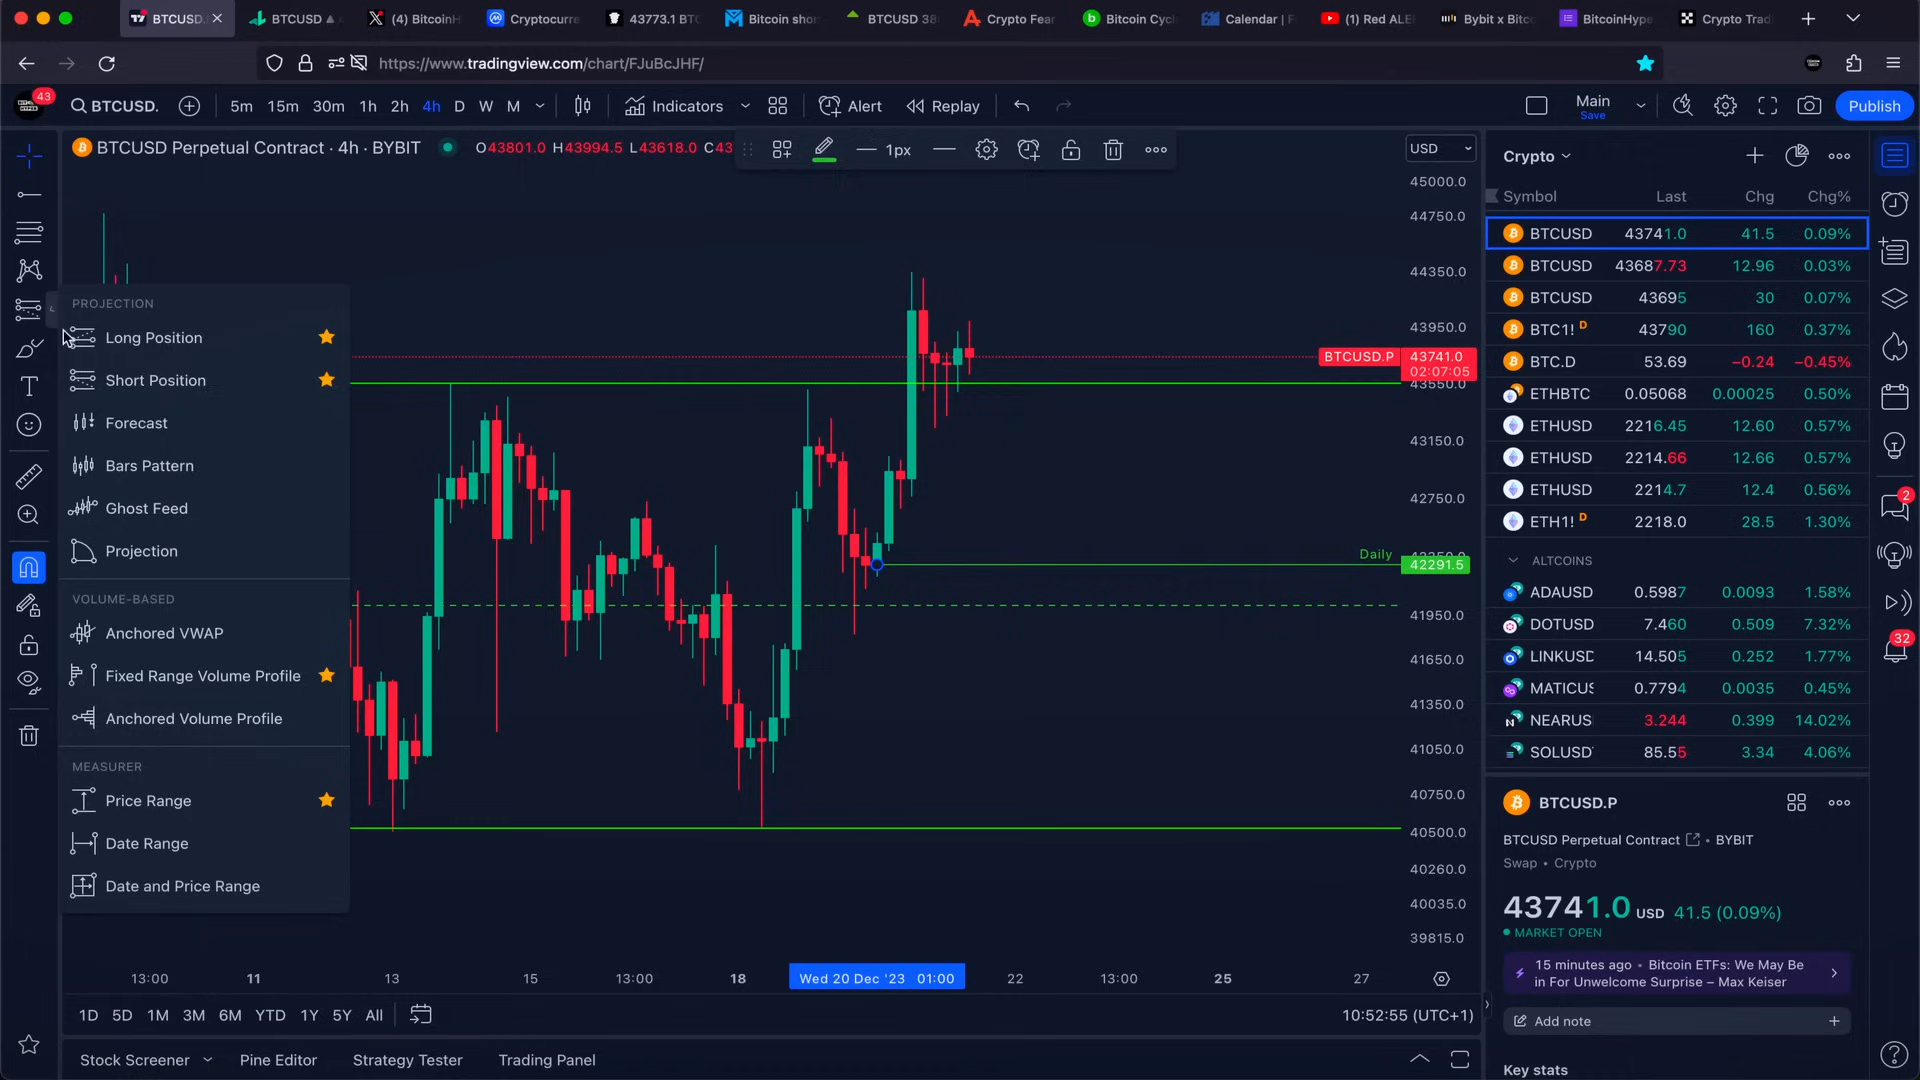 BTCUSD.
BTCUSD
(4) BitcoinH
Cryptocurre
43773.1 BTC
Bitcoin shor
BTCUSD 38
Crypto Fear
Bitcoin Cyc
Calendar | F
(1) Red ALE
Bybit x Bitc
BitcoinHype
Crypto Trad
https://www.tradingview.com/chart/FJuBcJHF/
43
BTCUSD.
5m 15m 30m 1h 2h 4h D W M
Indicators
Alert
Replay
Main
Save
Publish
BTCUSD Perpetual Contract · 4h · BYBIT
O43801.0 H43994.5 L43618.0 C43
1px
USD
Crypto
Symbol Last Chg Chg%
BTCUSD 43741.0 41.5 0.09%
BTCUSD 43687.73 12.96 0.03%
BTCUSD 43695 30 0.07%
BTC1! D 43790 160 0.37%
BTC.D 53.69 −0.24 −0.45%
ETHBTC 0.05068 0.00025 0.50%
ETHUSD 2216.45 12.60 0.57%
ETHUSD 2214.66 12.66 0.57%
ETHUSD 2214.7 12.4 0.56%
ETH1! D 2218.0 28.5 1.30%
ALTCOINS
ADAUSD 0.5987 0.0093 1.58%
DOTUSD 7.460 0.509 7.32%
LINKUSD 14.505 0.252 1.77%
MATICUS 0.7794 0.0035 0.45%
NEARUS 3.244 0.399 14.02%
SOLUSD 85.55 3.34 4.06%
PROJECTION
Long Position
Short Position
Forecast
Bars Pattern
Ghost Feed
Projection
VOLUME-BASED
Anchored VWAP
Fixed Range Volume Profile
Anchored Volume Profile
MEASURER
Price Range
Date Range
Date and Price Range
45000.0
44750.0
44350.0
43950.0
BTCUSD.P 43741.0
02:07:05
43550.0
43150.0
42750.0
Daily
42291.5
41950.0
41650.0
41350.0
41050.0
40750.0
40500.0
40260.0
40035.0
39815.0
13:00 11 13 15 13:00 18 Wed 20 Dec '23 01:00 22 13:00 25 27
1D 5D 1M 3M 6M YTD 1Y 5Y All
10:52:55 (UTC+1)
Stock Screener
Pine Editor
Strategy Tester
Trading Panel
BTCUSD.P
BTCUSD Perpetual Contract • BYBIT
Swap • Crypto
43741.0 USD 41.5 (0.09%)
MARKET OPEN
15 minutes ago • Bitcoin ETFs: We May Be
in For Unwelcome Surprise – Max Keiser
Add note
Key stats
2
32